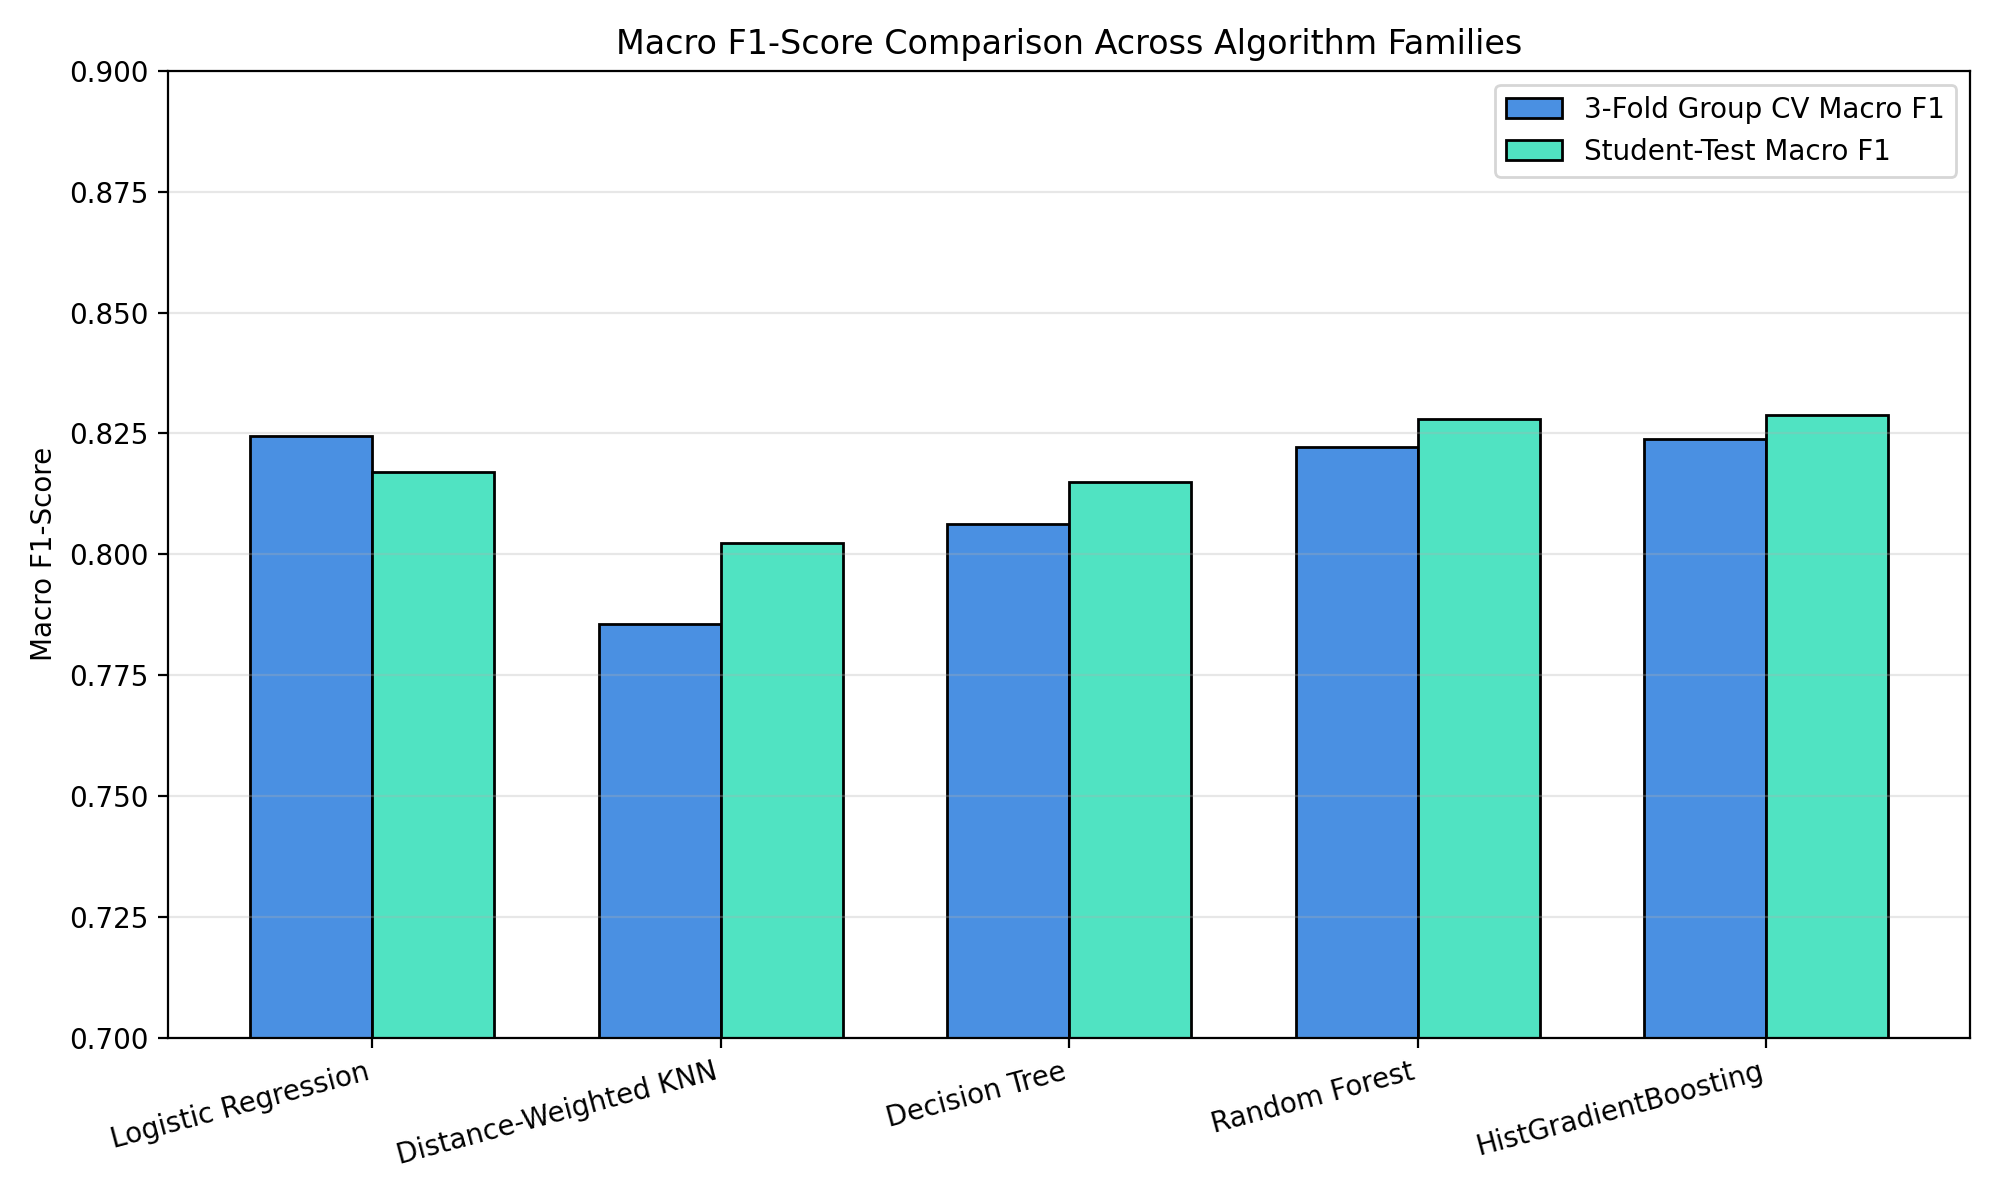 Macro F1-Score Comparison Across Algorithm Families
3-Fold Group CV Macro F1
Student-Test Macro F1
Macro F1-Score
0.900
0.875
0.850
0.825
0.800
0.775
0.750
0.725
0.700
Logistic Regression
Distance-Weighted KNN
Decision Tree
Random Forest
HistGradientBoosting